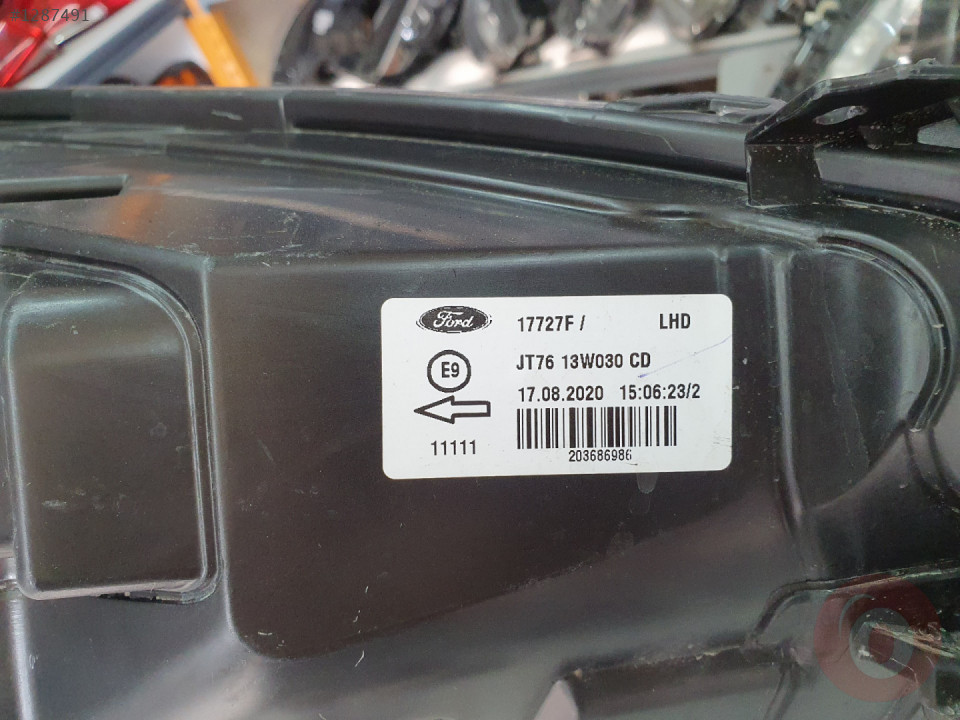 Ford
17727F / LHD
E9
JT76 13W030 CD
17.08.2020 15:06:23/2
11111
203686986